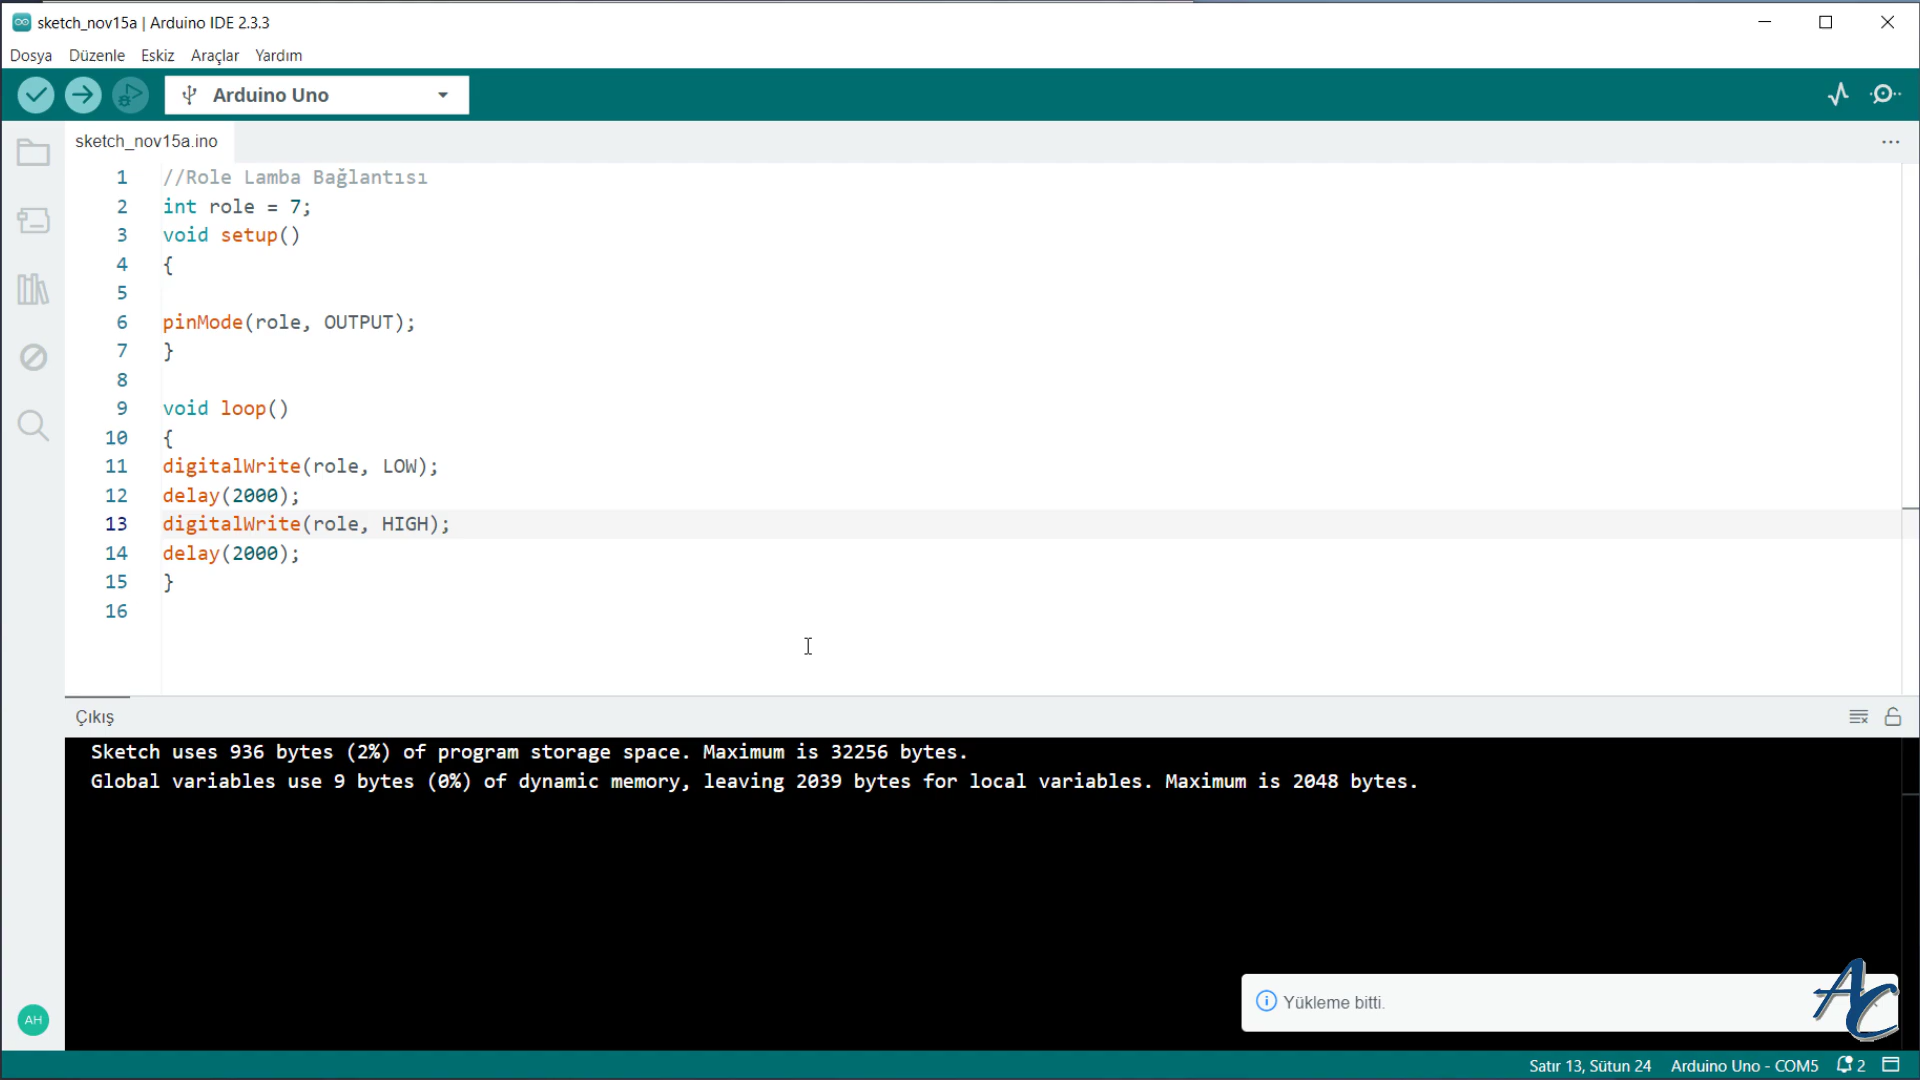 sketch_nov15a | Arduino IDE 2.3.3
Dosya Düzenle Eskiz Araçlar Yardım
Arduino Uno
sketch_nov15a.ino
1 //Role Lamba Bağlantısı
2 int role = 7;
3 void setup()
4 {
5
6 pinMode(role, OUTPUT);
7 }
8
9 void loop()
10 {
11 digitalWrite(role, LOW);
12 delay(2000);
13 digitalWrite(role, HIGH);
14 delay(2000);
15 }
16
Çıkış
Sketch uses 936 bytes (2%) of program storage space. Maximum is 32256 bytes.
Global variables use 9 bytes (0%) of dynamic memory, leaving 2039 bytes for local variables. Maximum is 2048 bytes.
Yükleme bitti.
AC
AH
Satır 13, Sütun 24 Arduino Uno - COM5 2